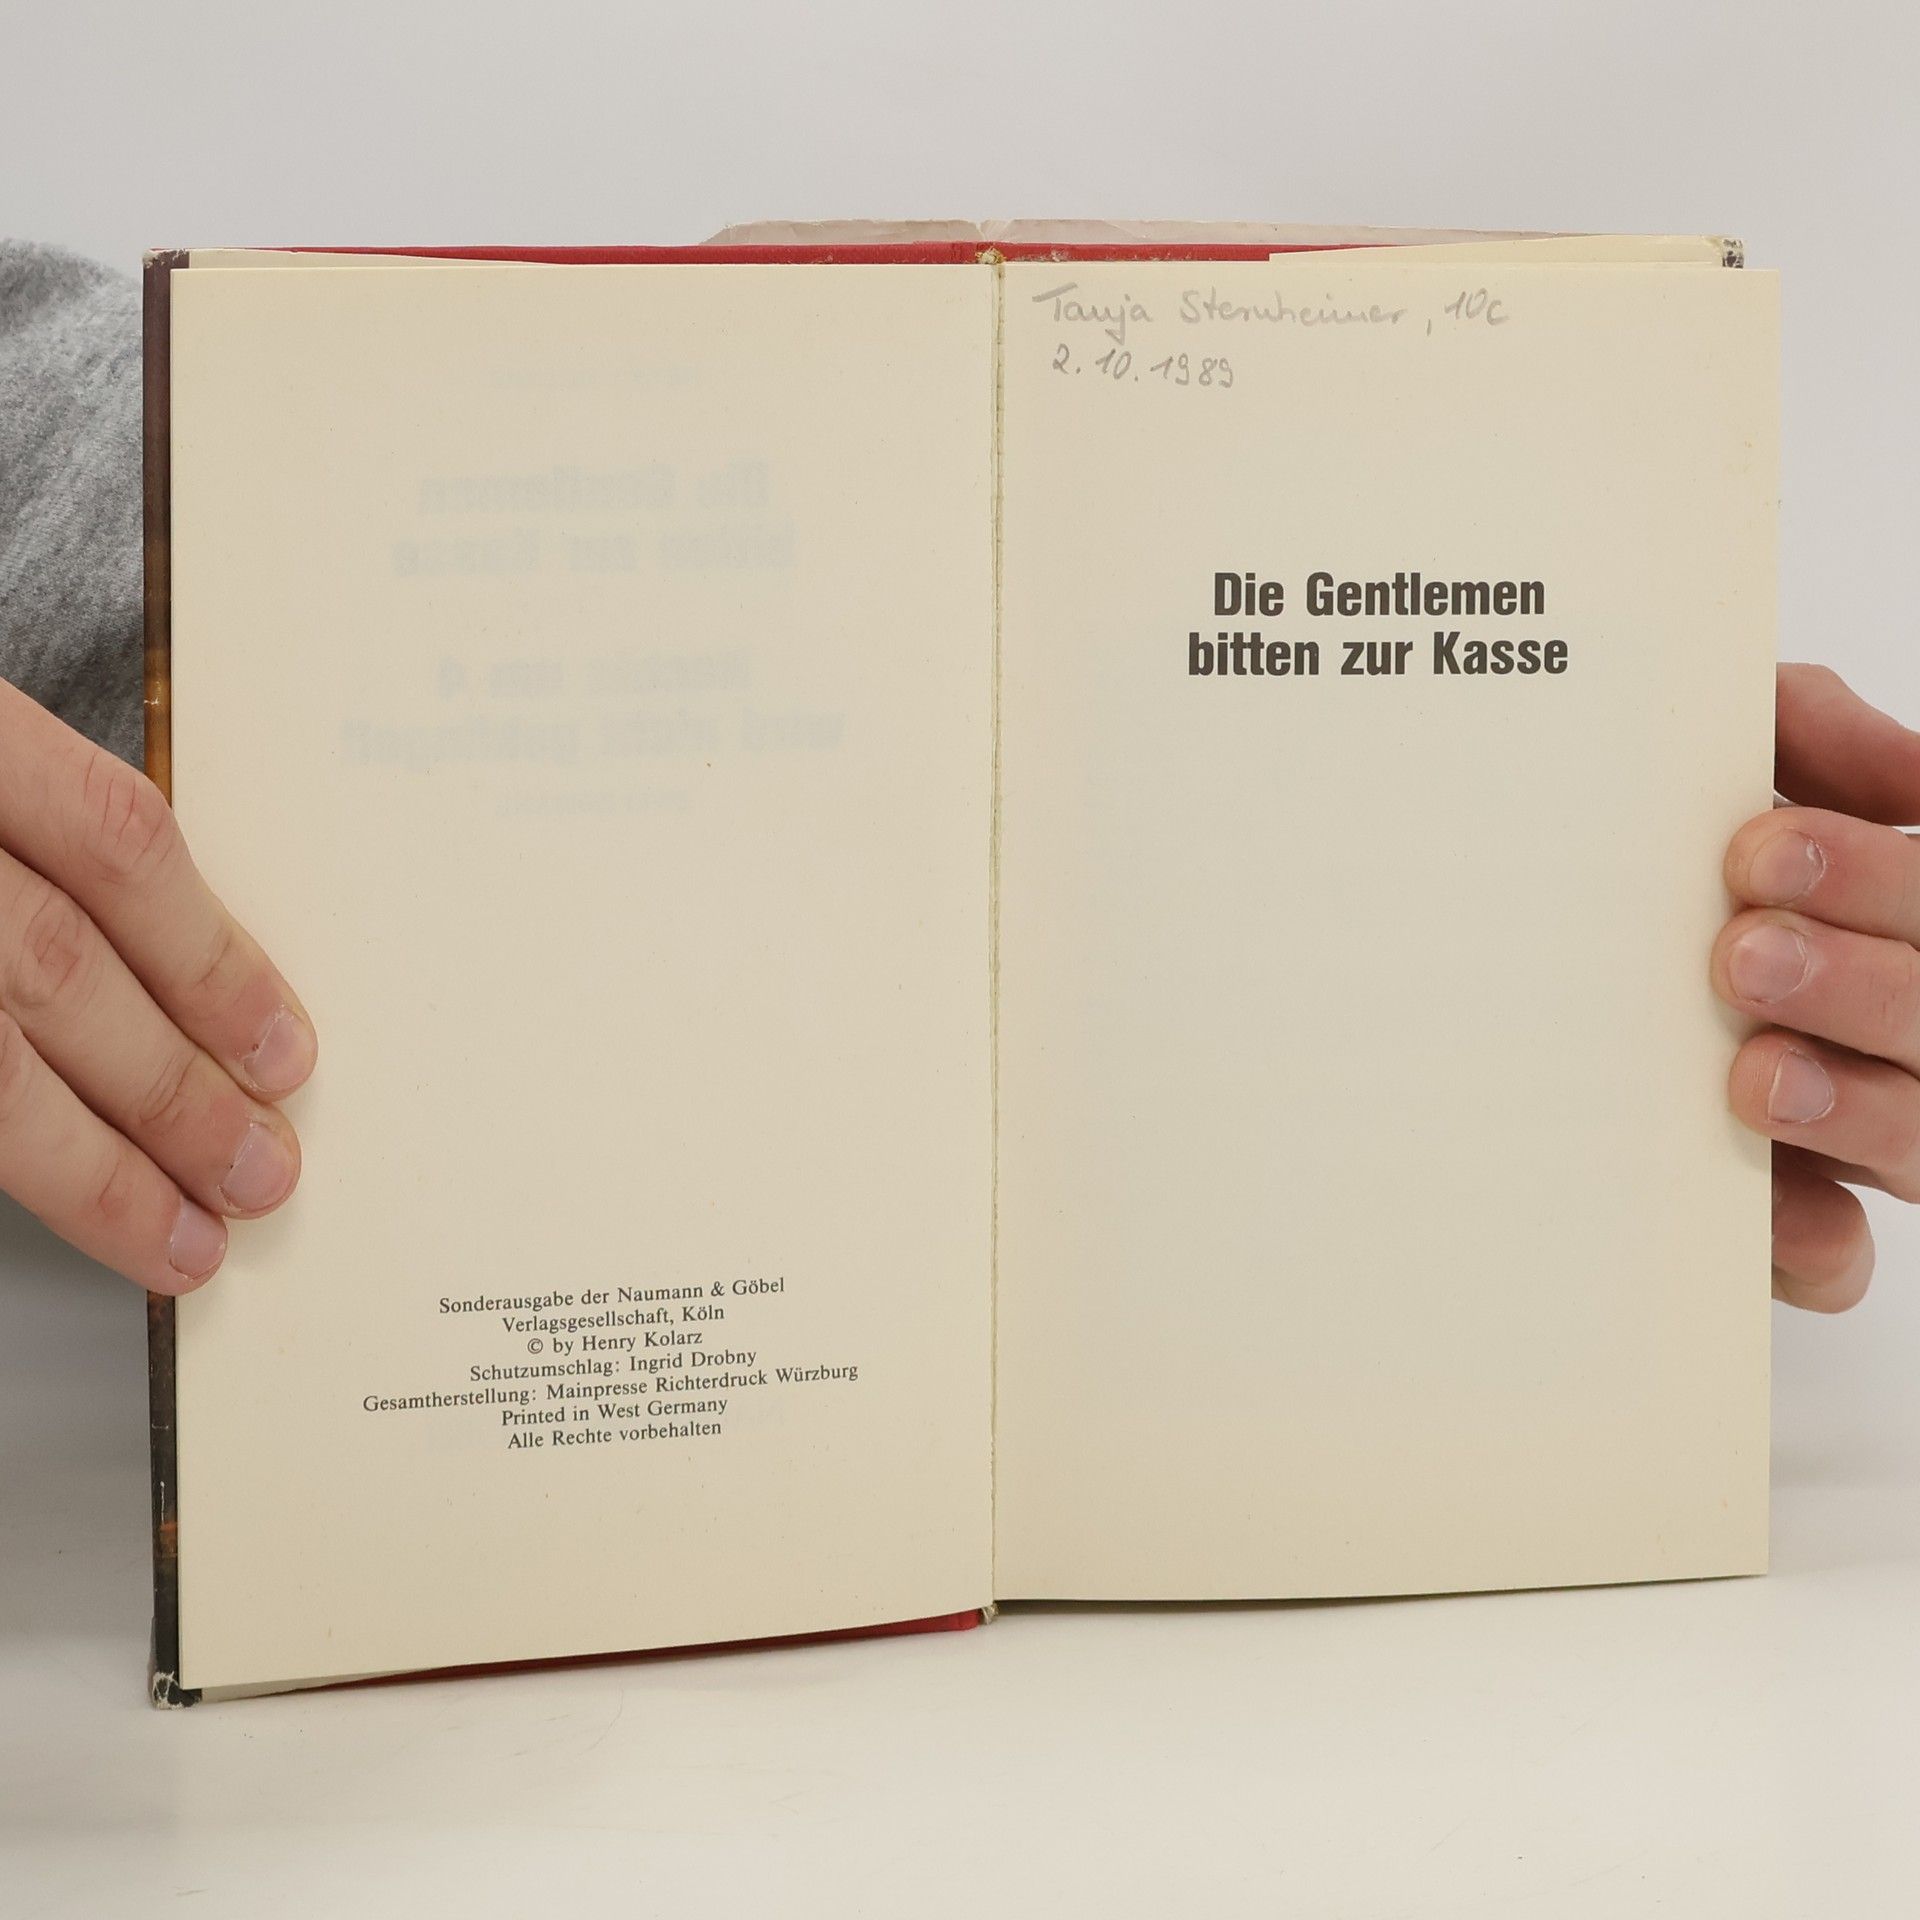 Sonderausgabe der Naumann & Göbel
Verlagsgesellschaft, Köln
© by Henry Kolarz
Schutzumschlag: Ingrid Drobny
Gesamtherstellung: Mainpresse Richterdruck Würzburg
Printed in West Germany
Alle Rechte vorbehalten
Tanja Sternheimer, 10c
2. 10. 1989
Die Gentlemen
bitten zur Kasse